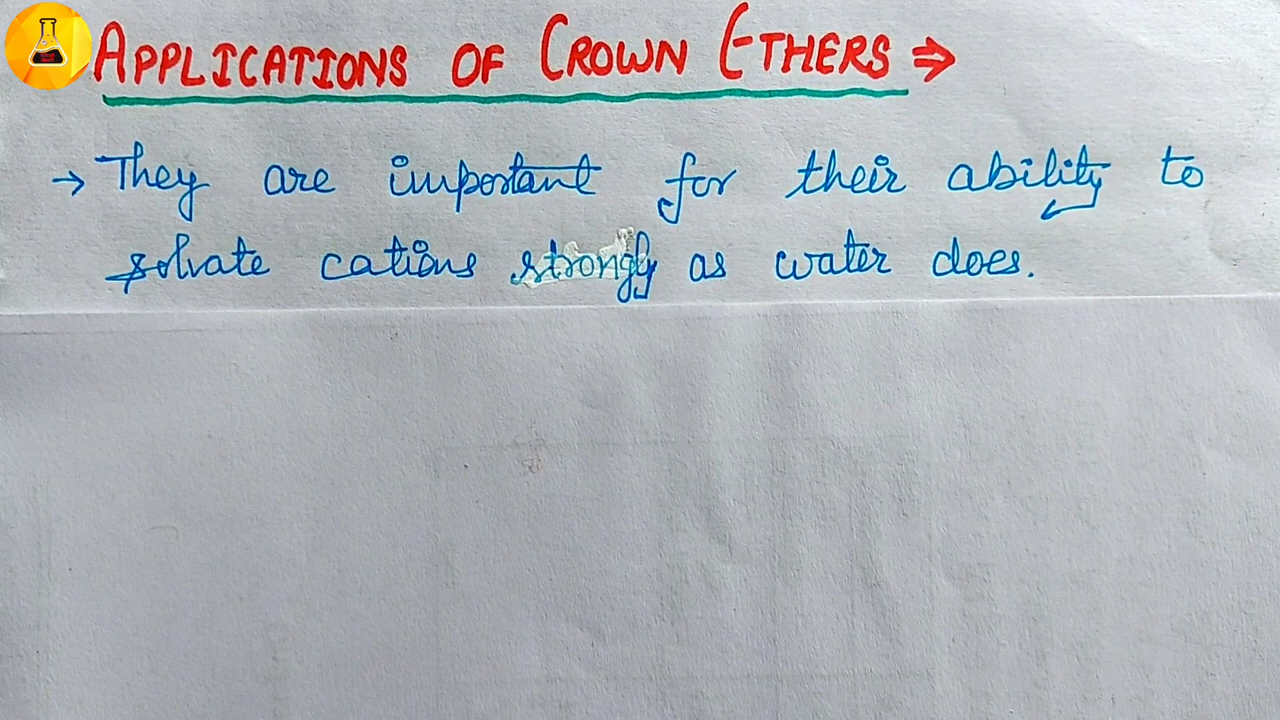 APPLICATIONS OF CROWN ETHERS ⇒
→ They are important for their ability to
solvate cations strongly as water does.